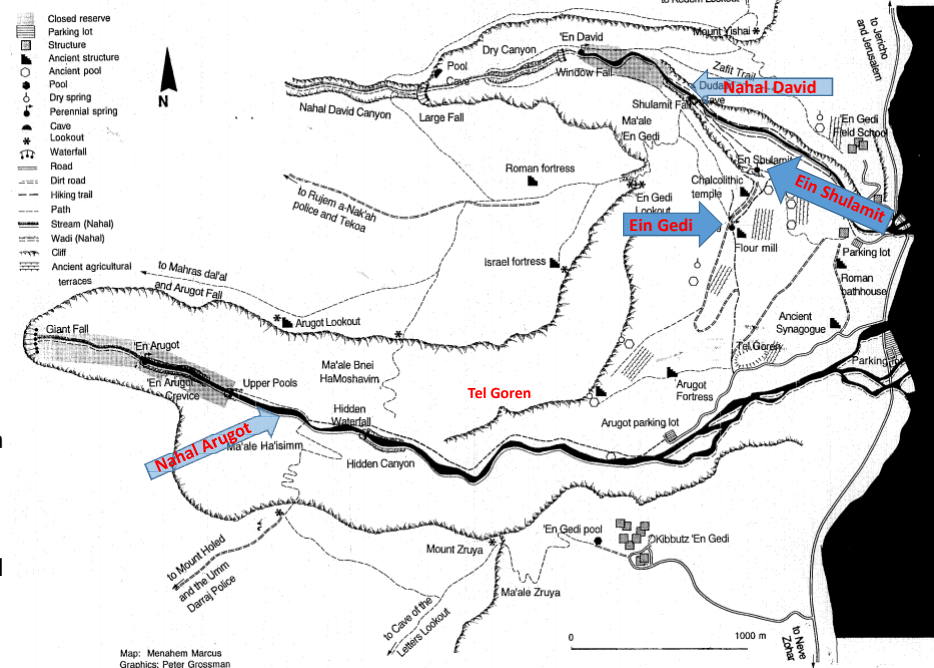 Closed reserve
Parking lot
Structure
Ancient structure
Ancient pool
Pool
Dry spring
Perennial spring
Cave
Lookout
Waterfall
Road
Dirt road
Hiking trail
Path
Stream (Nahal)
Wadi (Nahal)
Cliff
Ancient agricultural
terraces
N
to Rodem Lookout
Mount Yishai
to Jericho
and Jerusalem
'En David
Dry Canyon
Pool
Cave
Window Fall
Zafit Trail
Nahal David
Nahal David Canyon
Large Fall
Shulamit
Ma'ale
'En Gedi
'En Gedi
Field School
Roman fortress
En Shulamit
Ein Shulamit
Chalcolithic
temple
to Rujem a-Nak'ah
police and Tekoa
En Gedi
Lookout
Ein Gedi
Flour mill
Parking lot
Israel fortress
Roman
bathhouse
to Mahras dal'al
and Arugot Fall
Arugot Lookout
Ancient
Synagogue
Giant Fall
'En Arugot
Tel Goren
Parking lot
Ma'ale Bnei
HaMoshavim
'En Arugot
Crevice
Upper Pools
Tel Goren
'Arugot
Fortress
Hidden
Waterfall
Arugot parking lot
Nahal Arugot
Ma'ale Ha'isimm
Hidden Canyon
'En Gedi pool
Kibbutz 'En Gedi
Mount Zruya
to Mount Holed
and the Umm
Darraj Police
Ma'ale Zruya
to Cave of the
Letters Lookout
0
1000 m
to Neve
Zohar
Map: Menahem Marcus
Graphics: Peter Grossman